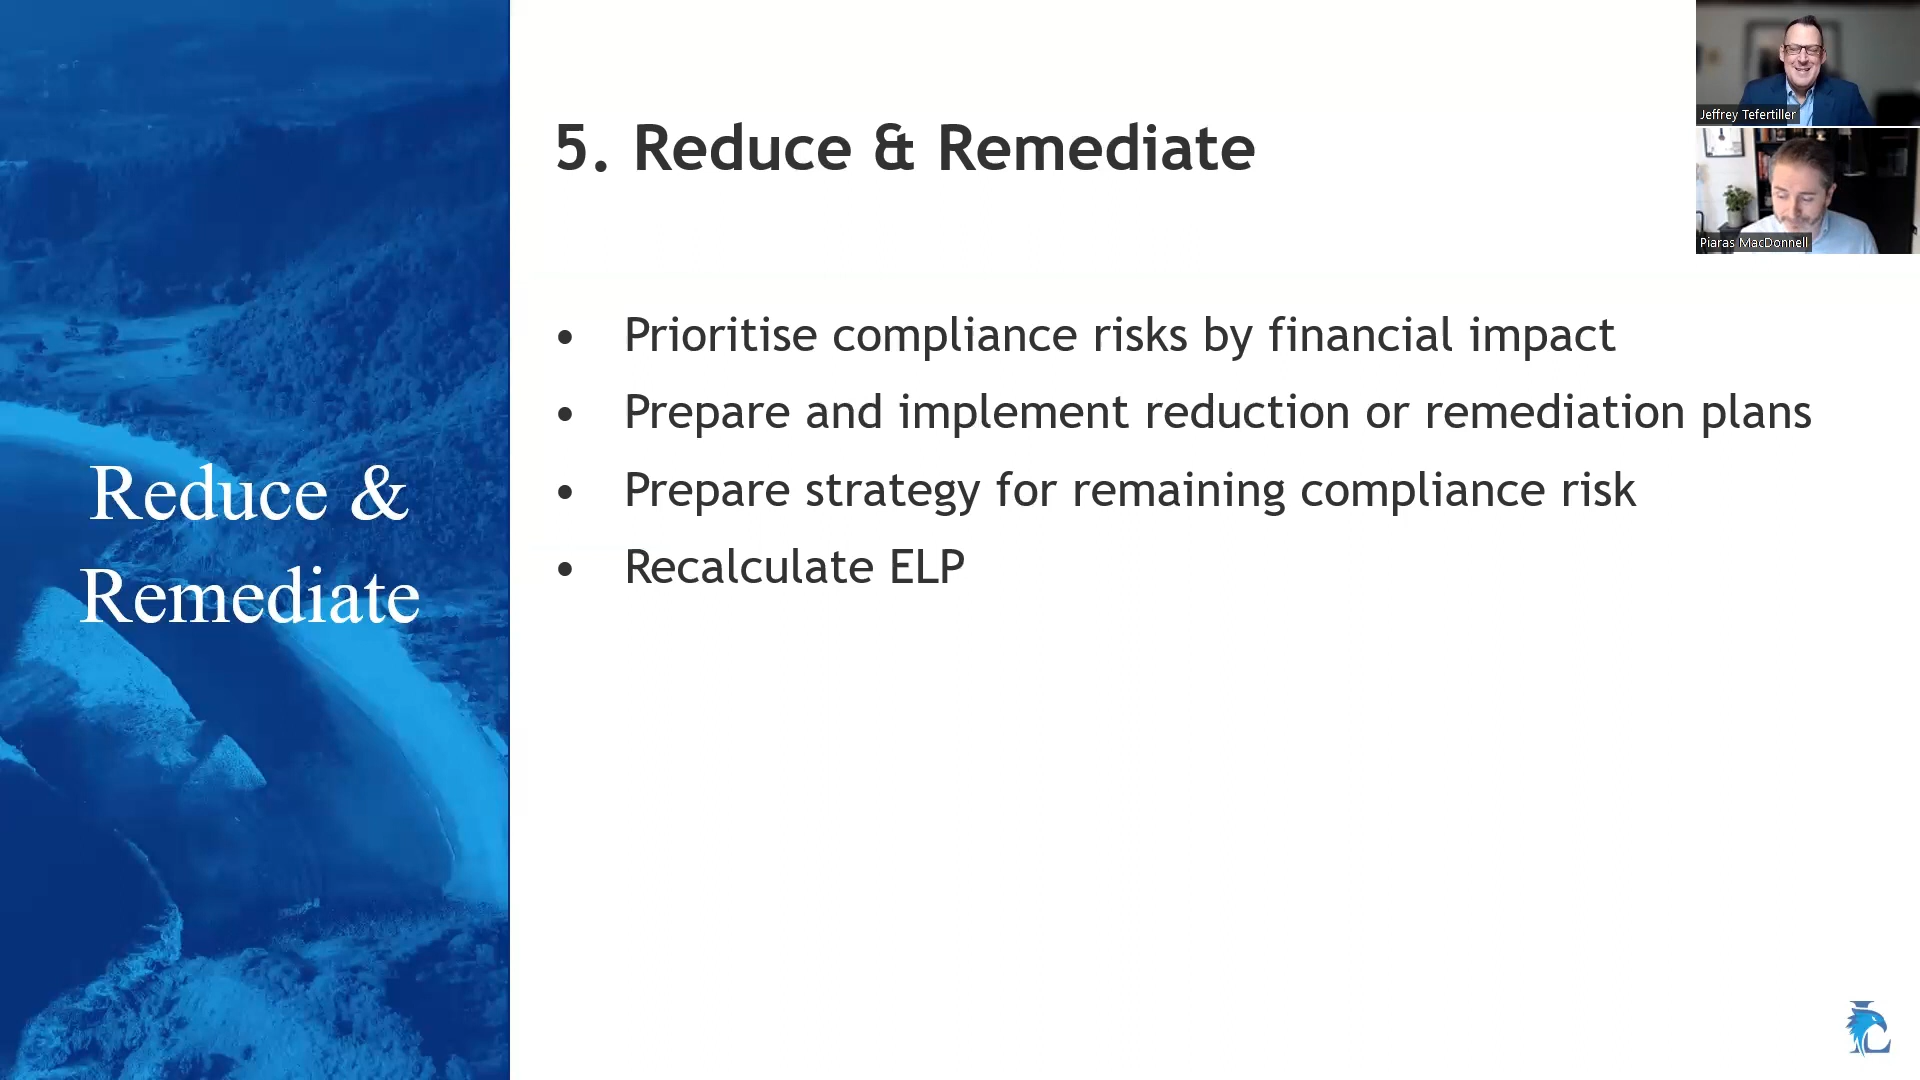 Reduce &
Remediate
5. Reduce & Remediate
• Prioritise compliance risks by financial impact
• Prepare and implement reduction or remediation plans
• Prepare strategy for remaining compliance risk
• Recalculate ELP
Jeffrey Tefertiller
Piaras MacDonnell